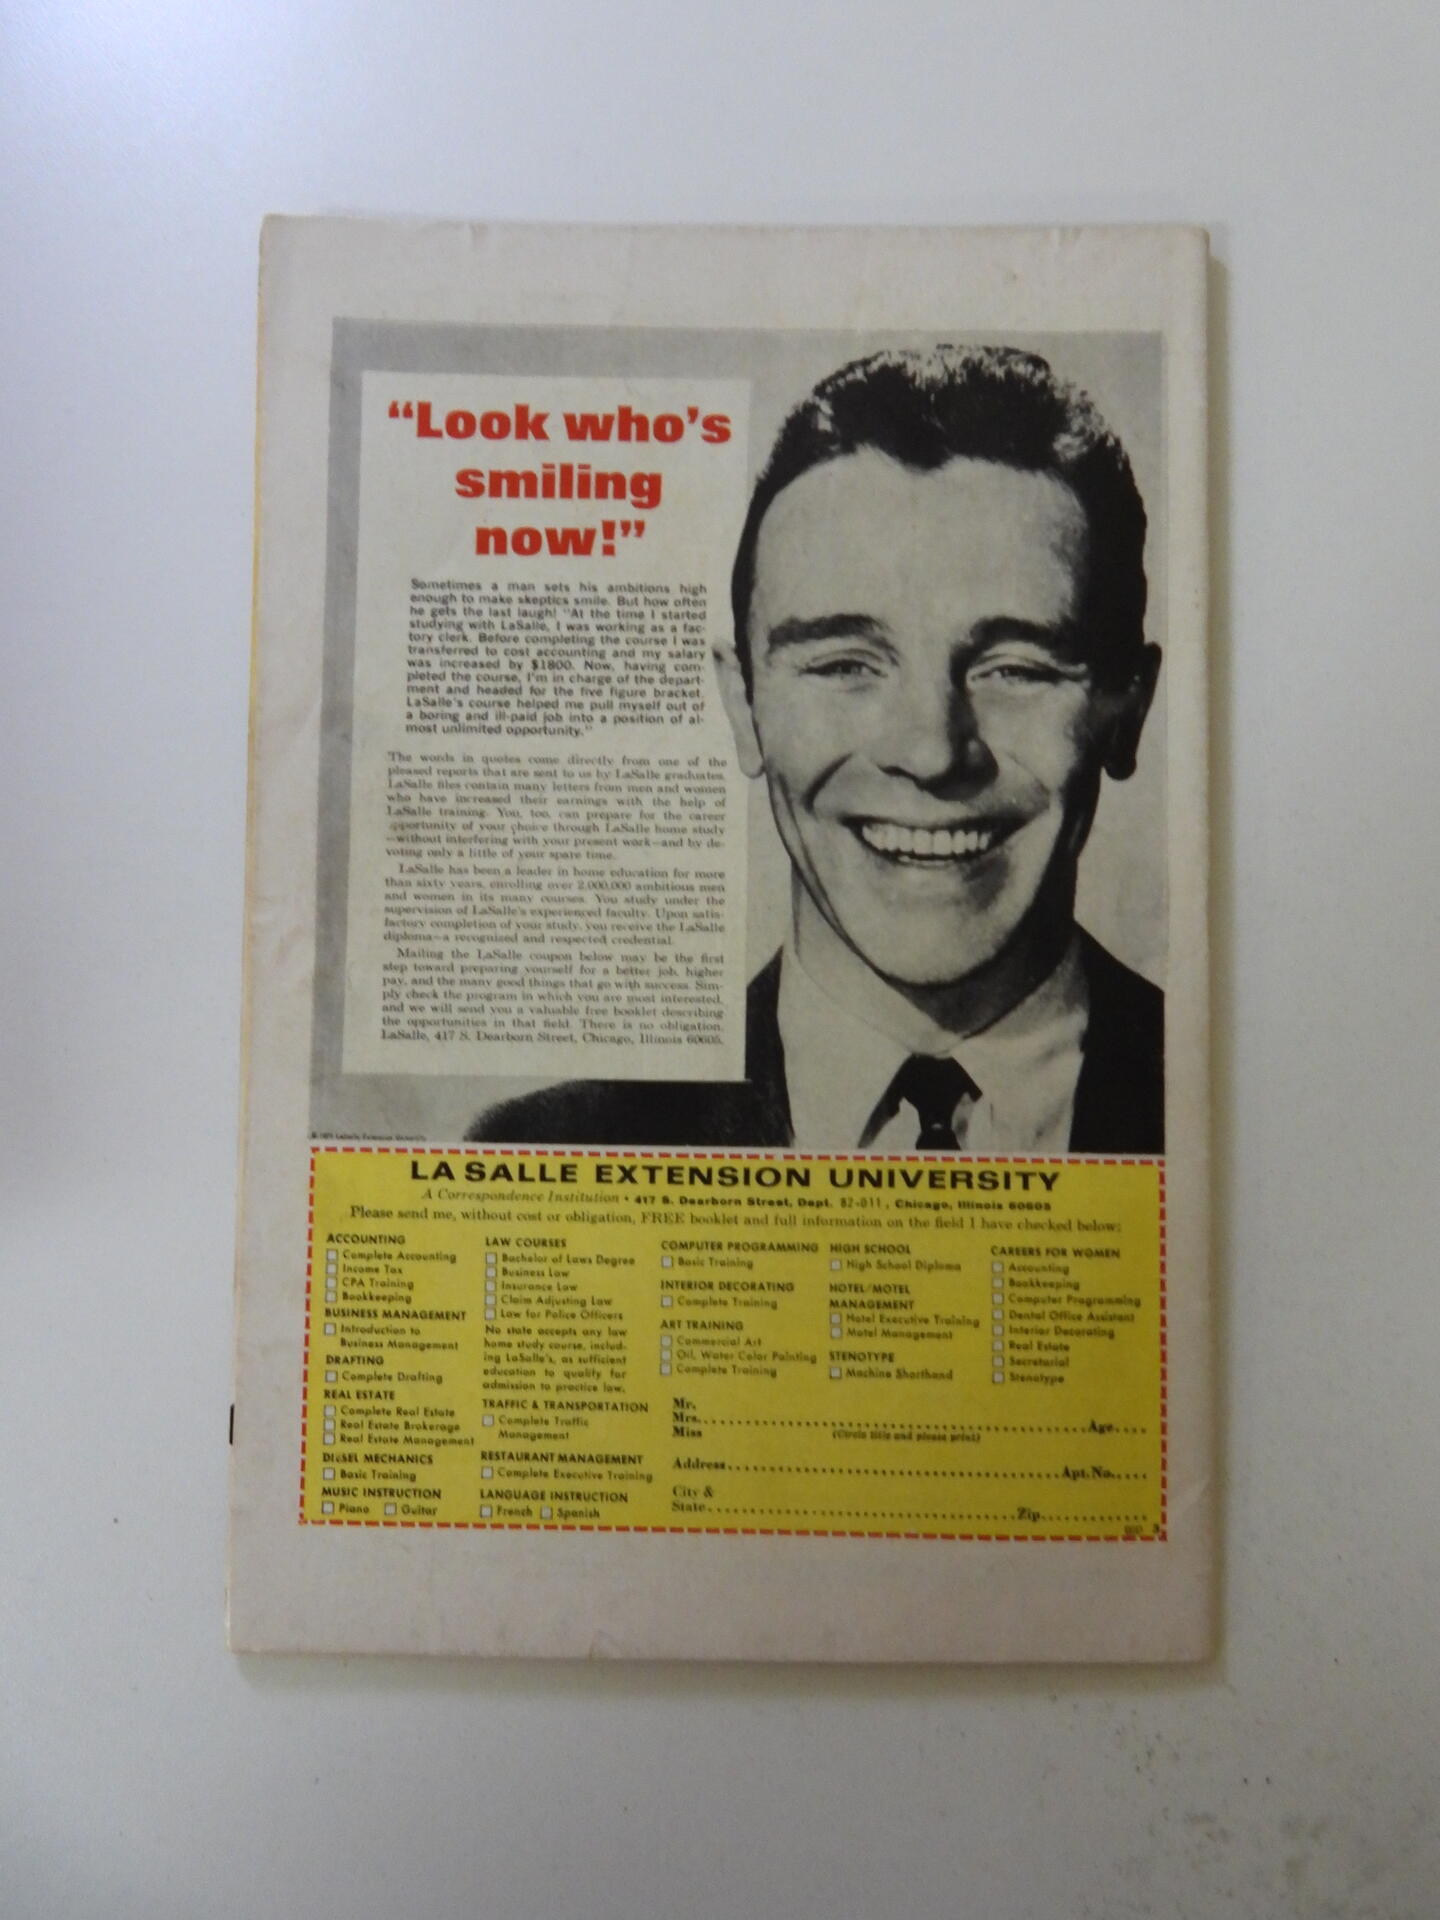 “Look who's
smiling
now!”
Sometimes a man sets his ambitions high
enough to make skeptics smile. But how often
he gets the last laugh! "At the time I started
studying with LaSalle, I was working as a fac-
tory clerk. Before completing the course I was
transferred to cost accounting and my salary
was increased by $1800. Now, having com-
pleted the course, I'm in charge of the depart-
ment and headed for the five figure bracket.
LaSalle's course helped me pull myself out of
a boring and ill-paid job into a position of al-
most unlimited opportunity."
The words in quotes come directly from one of the
pleased reports that are sent to us by LaSalle graduates.
LaSalle files contain many letters from men and women
who have increased their earnings with the help of
LaSalle training. You, too, can prepare for the career
opportunity of your choice through LaSalle home study
—without interfering with your present work—and by de-
voting only a little of your spare time.
LaSalle has been a leader in home education for more
than sixty years, enrolling over 2,000,000 ambitious men
and women in its many courses. You study under the
supervision of LaSalle's experienced faculty. Upon satis-
factory completion of your study, you receive the LaSalle
diploma—a recognized and respected credential.
Mailing the LaSalle coupon below may be the first
step toward preparing yourself for a better job, higher
pay, and the many good things that go with success. Sim-
ply check the program in which you are most interested,
and we will send you a valuable free booklet describing
the opportunities in that field. There is no obligation.
LaSalle, 417 S. Dearborn Street, Chicago, Illinois 60605.
LaSalle Extension University
LA SALLE EXTENSION UNIVERSITY
A Correspondence Institution • 417 S. Dearborn Street, Dept. 82-011, Chicago, Illinois 60605
Please send me, without cost or obligation, FREE booklet and full information on the field I have checked below:
ACCOUNTING
Complete Accounting
Income Tax
CPA Training
Bookkeeping
BUSINESS MANAGEMENT
Introduction to
Business Management
DRAFTING
Complete Drafting
REAL ESTATE
Complete Real Estate
Real Estate Brokerage
Real Estate Management
DIESEL MECHANICS
Basic Training
MUSIC INSTRUCTION
Piano Guitar
LAW COURSES
Bachelor of Laws Degree
Business Law
Insurance Law
Claim Adjusting Law
Law for Police Officers
No state accepts any law
home study course, includ-
ing LaSalle's, as sufficient
education to qualify for
admission to practice law.
TRAFFIC & TRANSPORTATION
Complete Traffic
Management
RESTAURANT MANAGEMENT
Complete Executive Training
LANGUAGE INSTRUCTION
French Spanish
COMPUTER PROGRAMMING
Basic Training
INTERIOR DECORATING
Complete Training
ART TRAINING
Commercial Art
Oil, Water Color Painting
Complete Training
HIGH SCHOOL
High School Diploma
HOTEL/MOTEL
MANAGEMENT
Hotel Executive Training
Motel Management
STENOTYPE
Machine Shorthand
CAREERS FOR WOMEN
Accounting
Bookkeeping
Computer Programming
Dental Office Assistant
Interior Decorating
Real Estate
Secretarial
Stenotype
Mr.
Mrs. Age
Miss (Circle title and please print)
Address Apt. No.
City &
State Zip
3